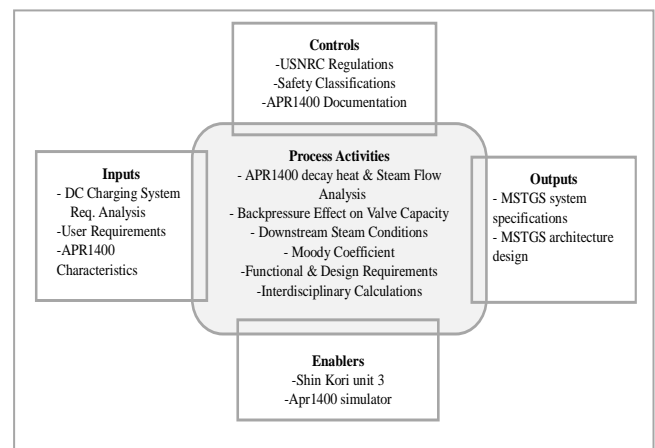 Controls
-USNRC Regulations
-Safety Classifications
-APR1400 Documentation
Inputs
- DC Charging System
Req. Analysis
-User Requirements
-APR1400
Characteristics
Process Activities
- APR1400 decay heat & Steam Flow
Analysis
- Backpressure Effect on Valve Capacity
- Downstream Steam Conditions
- Moody Coefficient
-Functional & Design Requirements
-Interdisciplinary Calculations
Outputs
- MSTGS system
specifications
- MSTGS architecture
design
Enablers
-Shin Kori unit 3
-Apr1400 simulator